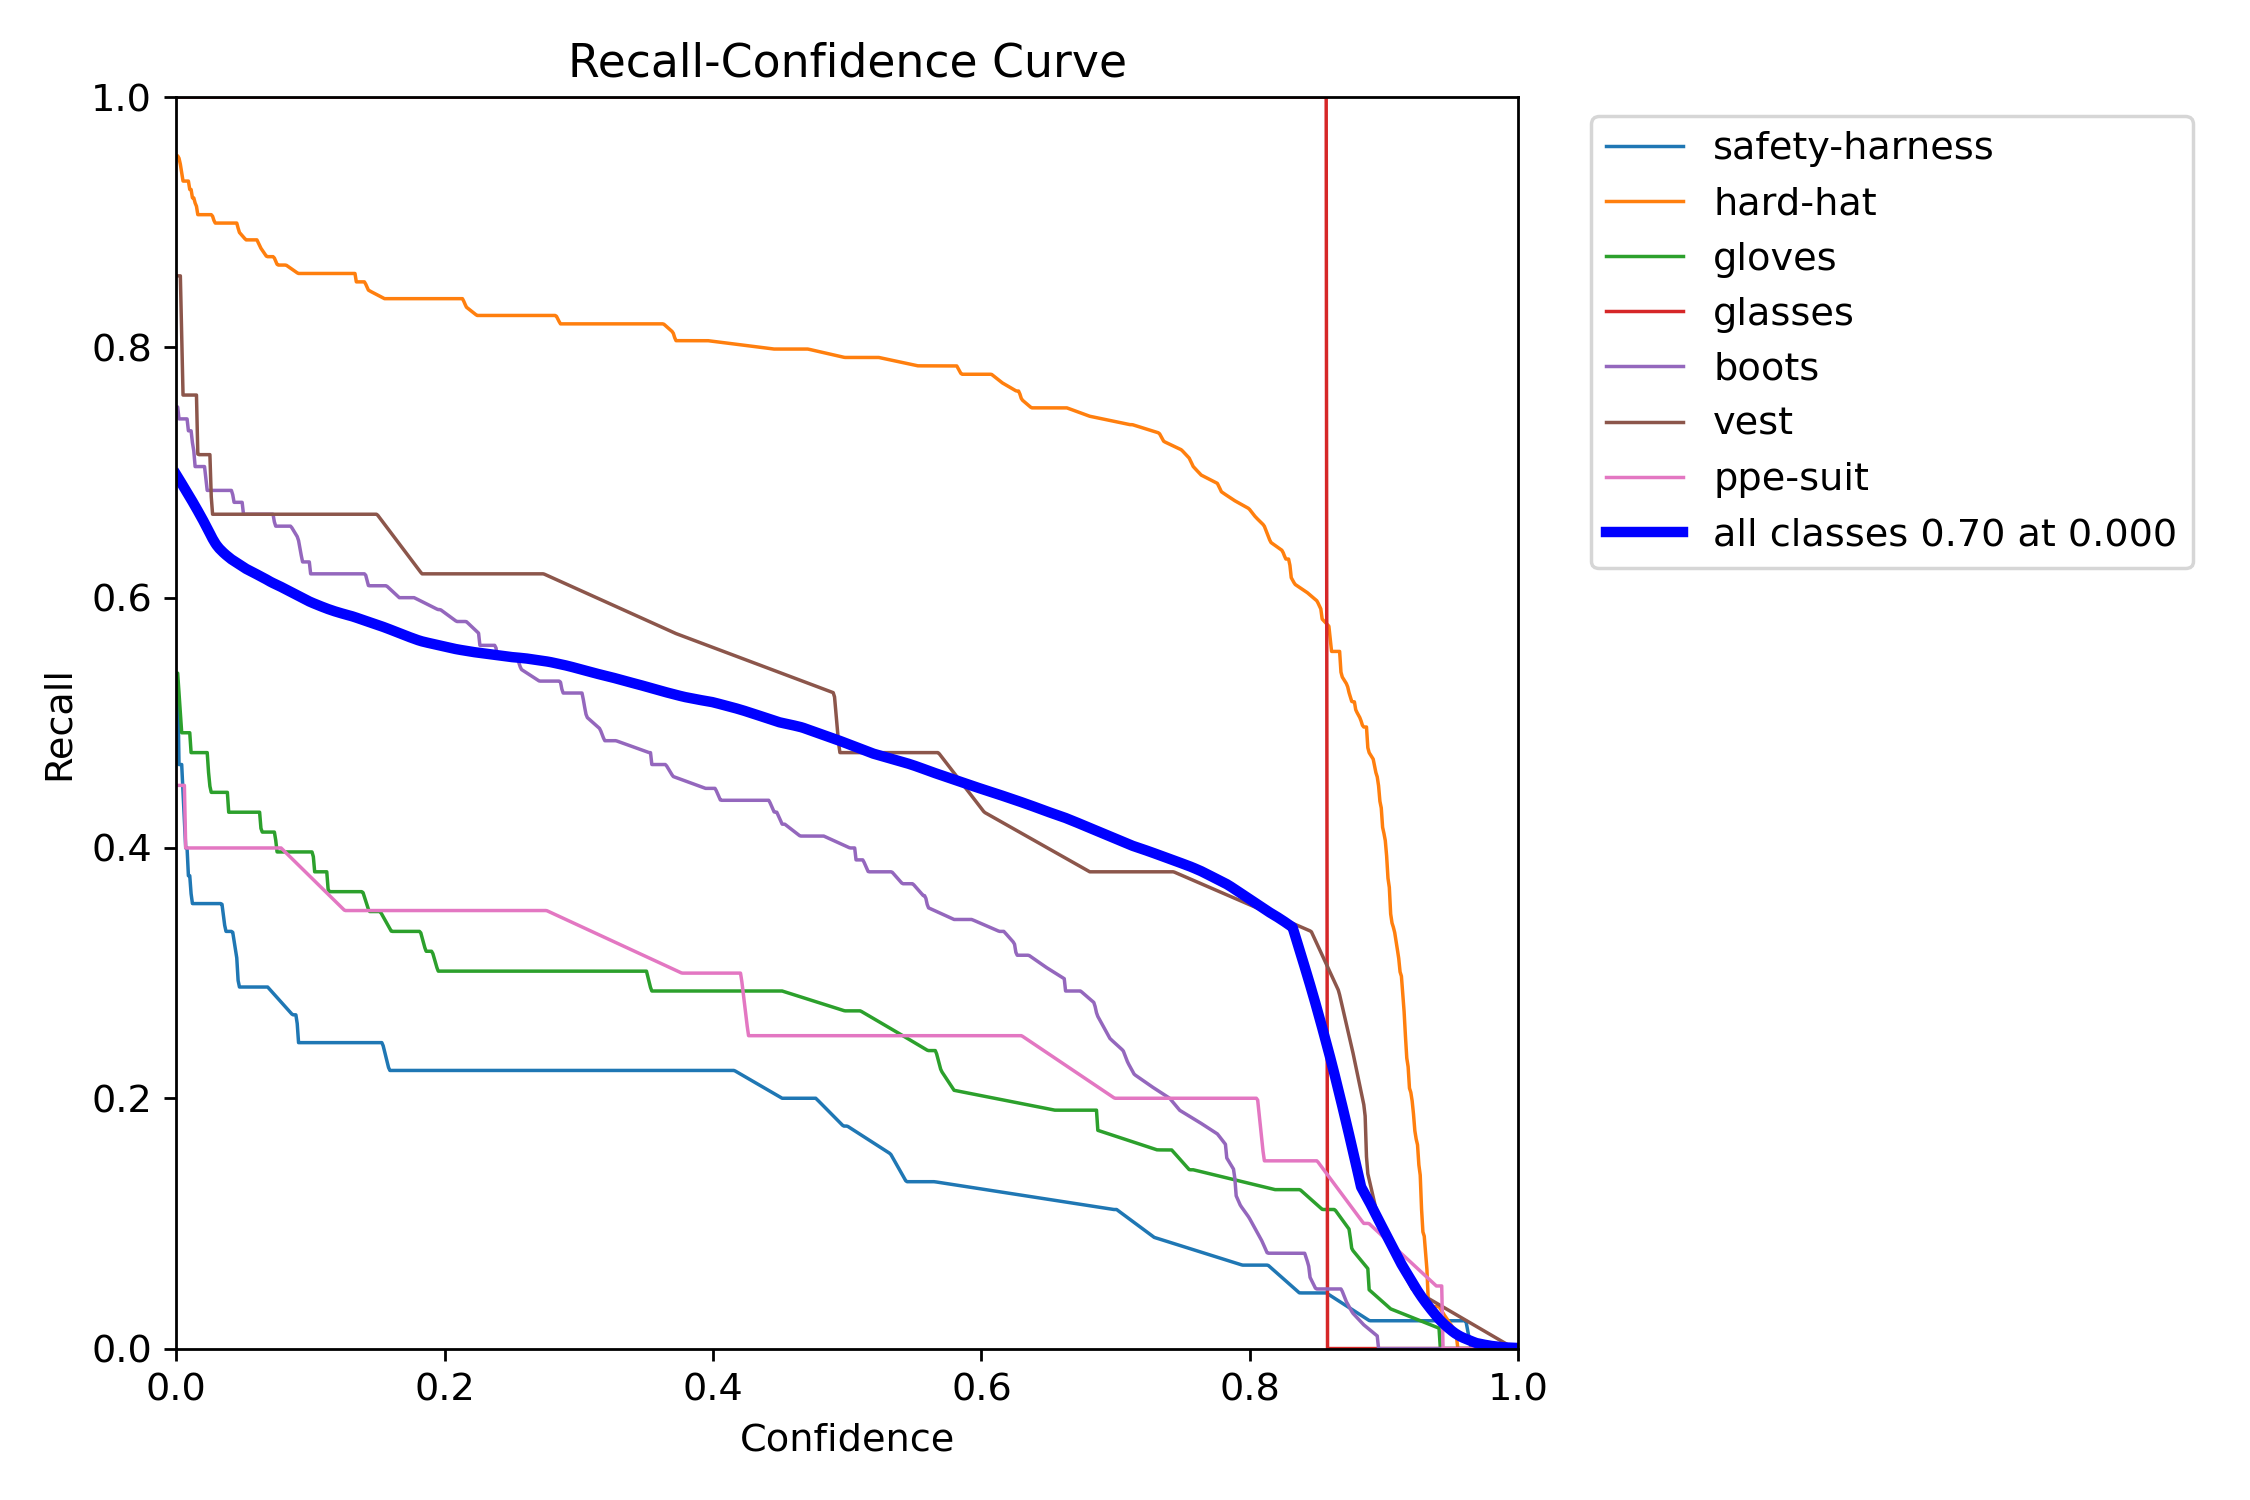 Recall-Confidence Curve
1.0
0.8
0.6
0.4
0.2
0.0
Recall
0.0 0.2 0.4 0.6 0.8 1.0
Confidence
safety-harness
hard-hat
gloves
glasses
boots
vest
ppe-suit
all classes 0.70 at 0.000